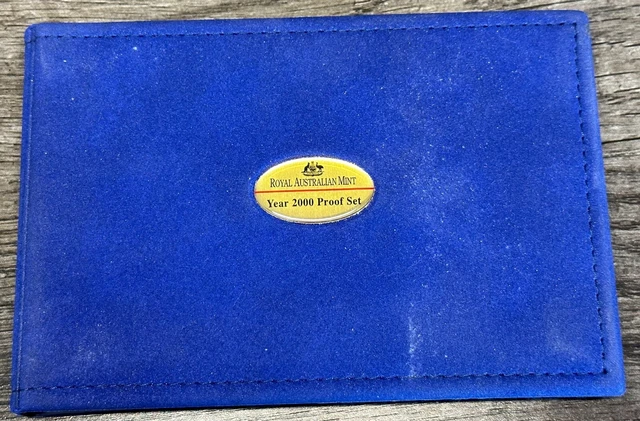 ROYAL AUSTRALIAN MINT
Year 2000 Proof Set